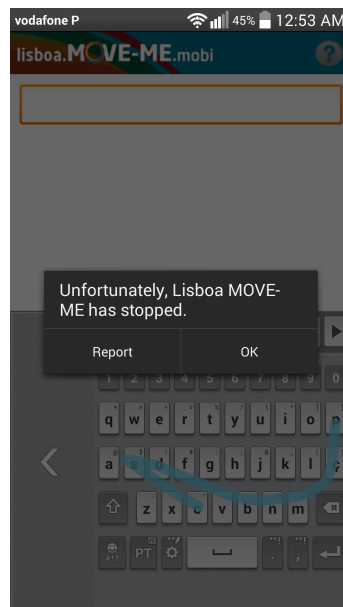 vodafone P 45% 12:53 AM
lisboa.MOVE-ME.mobi ?
Unfortunately, Lisboa MOVE-
ME has stopped.
Report OK
1 2 3 4 5 6 7 8 9 0
q w e r t y u i o p
a s d f g h j k l ç
z x c v b n m
#!? PT . ,